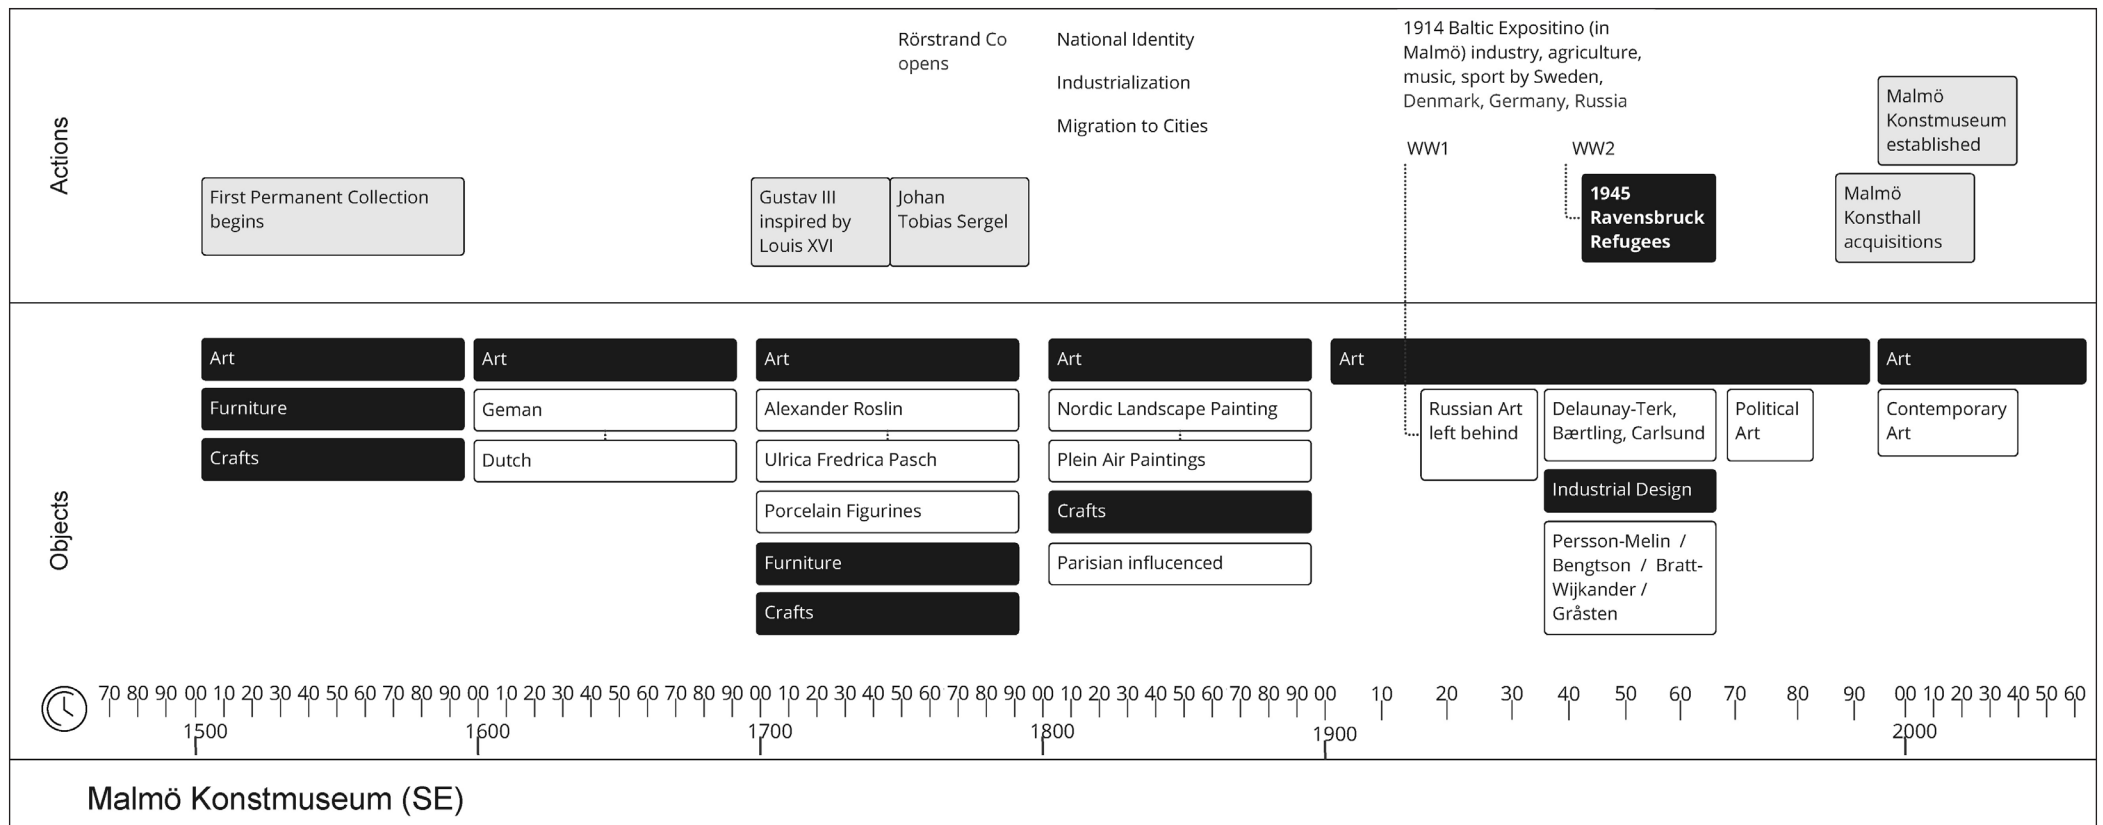 Actions
Rörstrand Co
opens
National Identity
Industrialization
Migration to Cities
1914 Baltic Expositino (in
Malmö) industry, agriculture,
music, sport by Sweden,
Denmark, Germany, Russia
WW1
WW2
Malmö
Konstmuseum
established
First Permanent Collection
begins
Gustav III
inspired by
Louis XVI
Johan
Tobias Sergel
1945
Ravensbruck
Refugees
Malmö
Konsthall
acquisitions
Objects
Art
Furniture
Crafts
Art
Geman
Dutch
Art
Alexander Roslin
Ulrica Fredrica Pasch
Porcelain Figurines
Furniture
Crafts
Art
Nordic Landscape Painting
Plein Air Paintings
Crafts
Parisian influcenced
Art
Russian Art
left behind
Delaunay-Terk,
Bærtling, Carlsund
Industrial Design
Persson-Melin /
Bengtson / Bratt-
Wijkander /
Gråsten
Political
Art
Art
Contemporary
Art
70 80 90 00 10 20 30 40 50 60 70 80 90 00 10 20 30 40 50 60 70 80 90 00 10 20 30 40 50 60 70 80 90 00 10 20 30 40 50 60 70 80 90 00 10 20 30 40 50 60 70 80 90 00 10 20 30 40 50 60
1500 1600 1700 1800 1900 2000
Malmö Konstmuseum (SE)